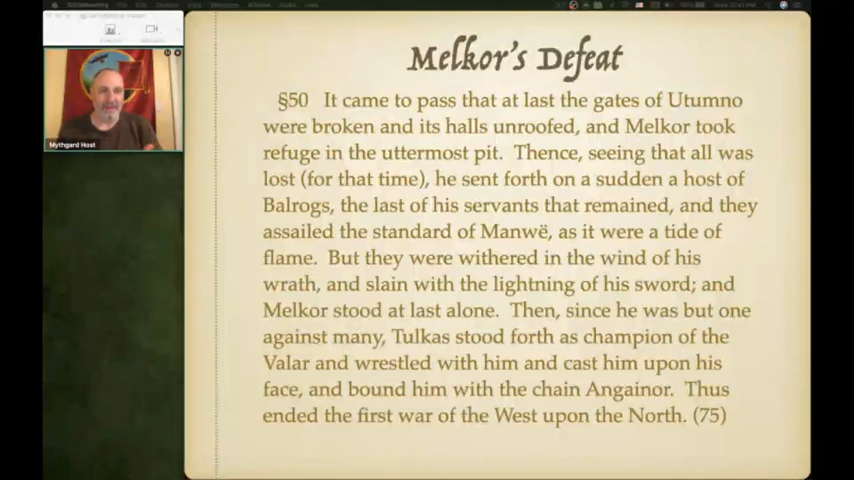 Melkor's Defeat
§50 It came to pass that at last the gates of Utumno
were broken and its halls unroofed, and Melkor took
refuge in the uttermost pit. Thence, seeing that all was
lost (for that time), he sent forth on a sudden a host of
Balrogs, the last of his servants that remained, and they
assailed the standard of Manwë, as it were a tide of
flame. But they were withered in the wind of his
wrath, and slain with the lightning of his sword; and
Melkor stood at last alone. Then, since he was but one
against many, Tulkas stood forth as champion of the
Valar and wrestled with him and cast him upon his
face, and bound him with the chain Angainor. Thus
ended the first war of the West upon the North. (75)
Mythgard Host